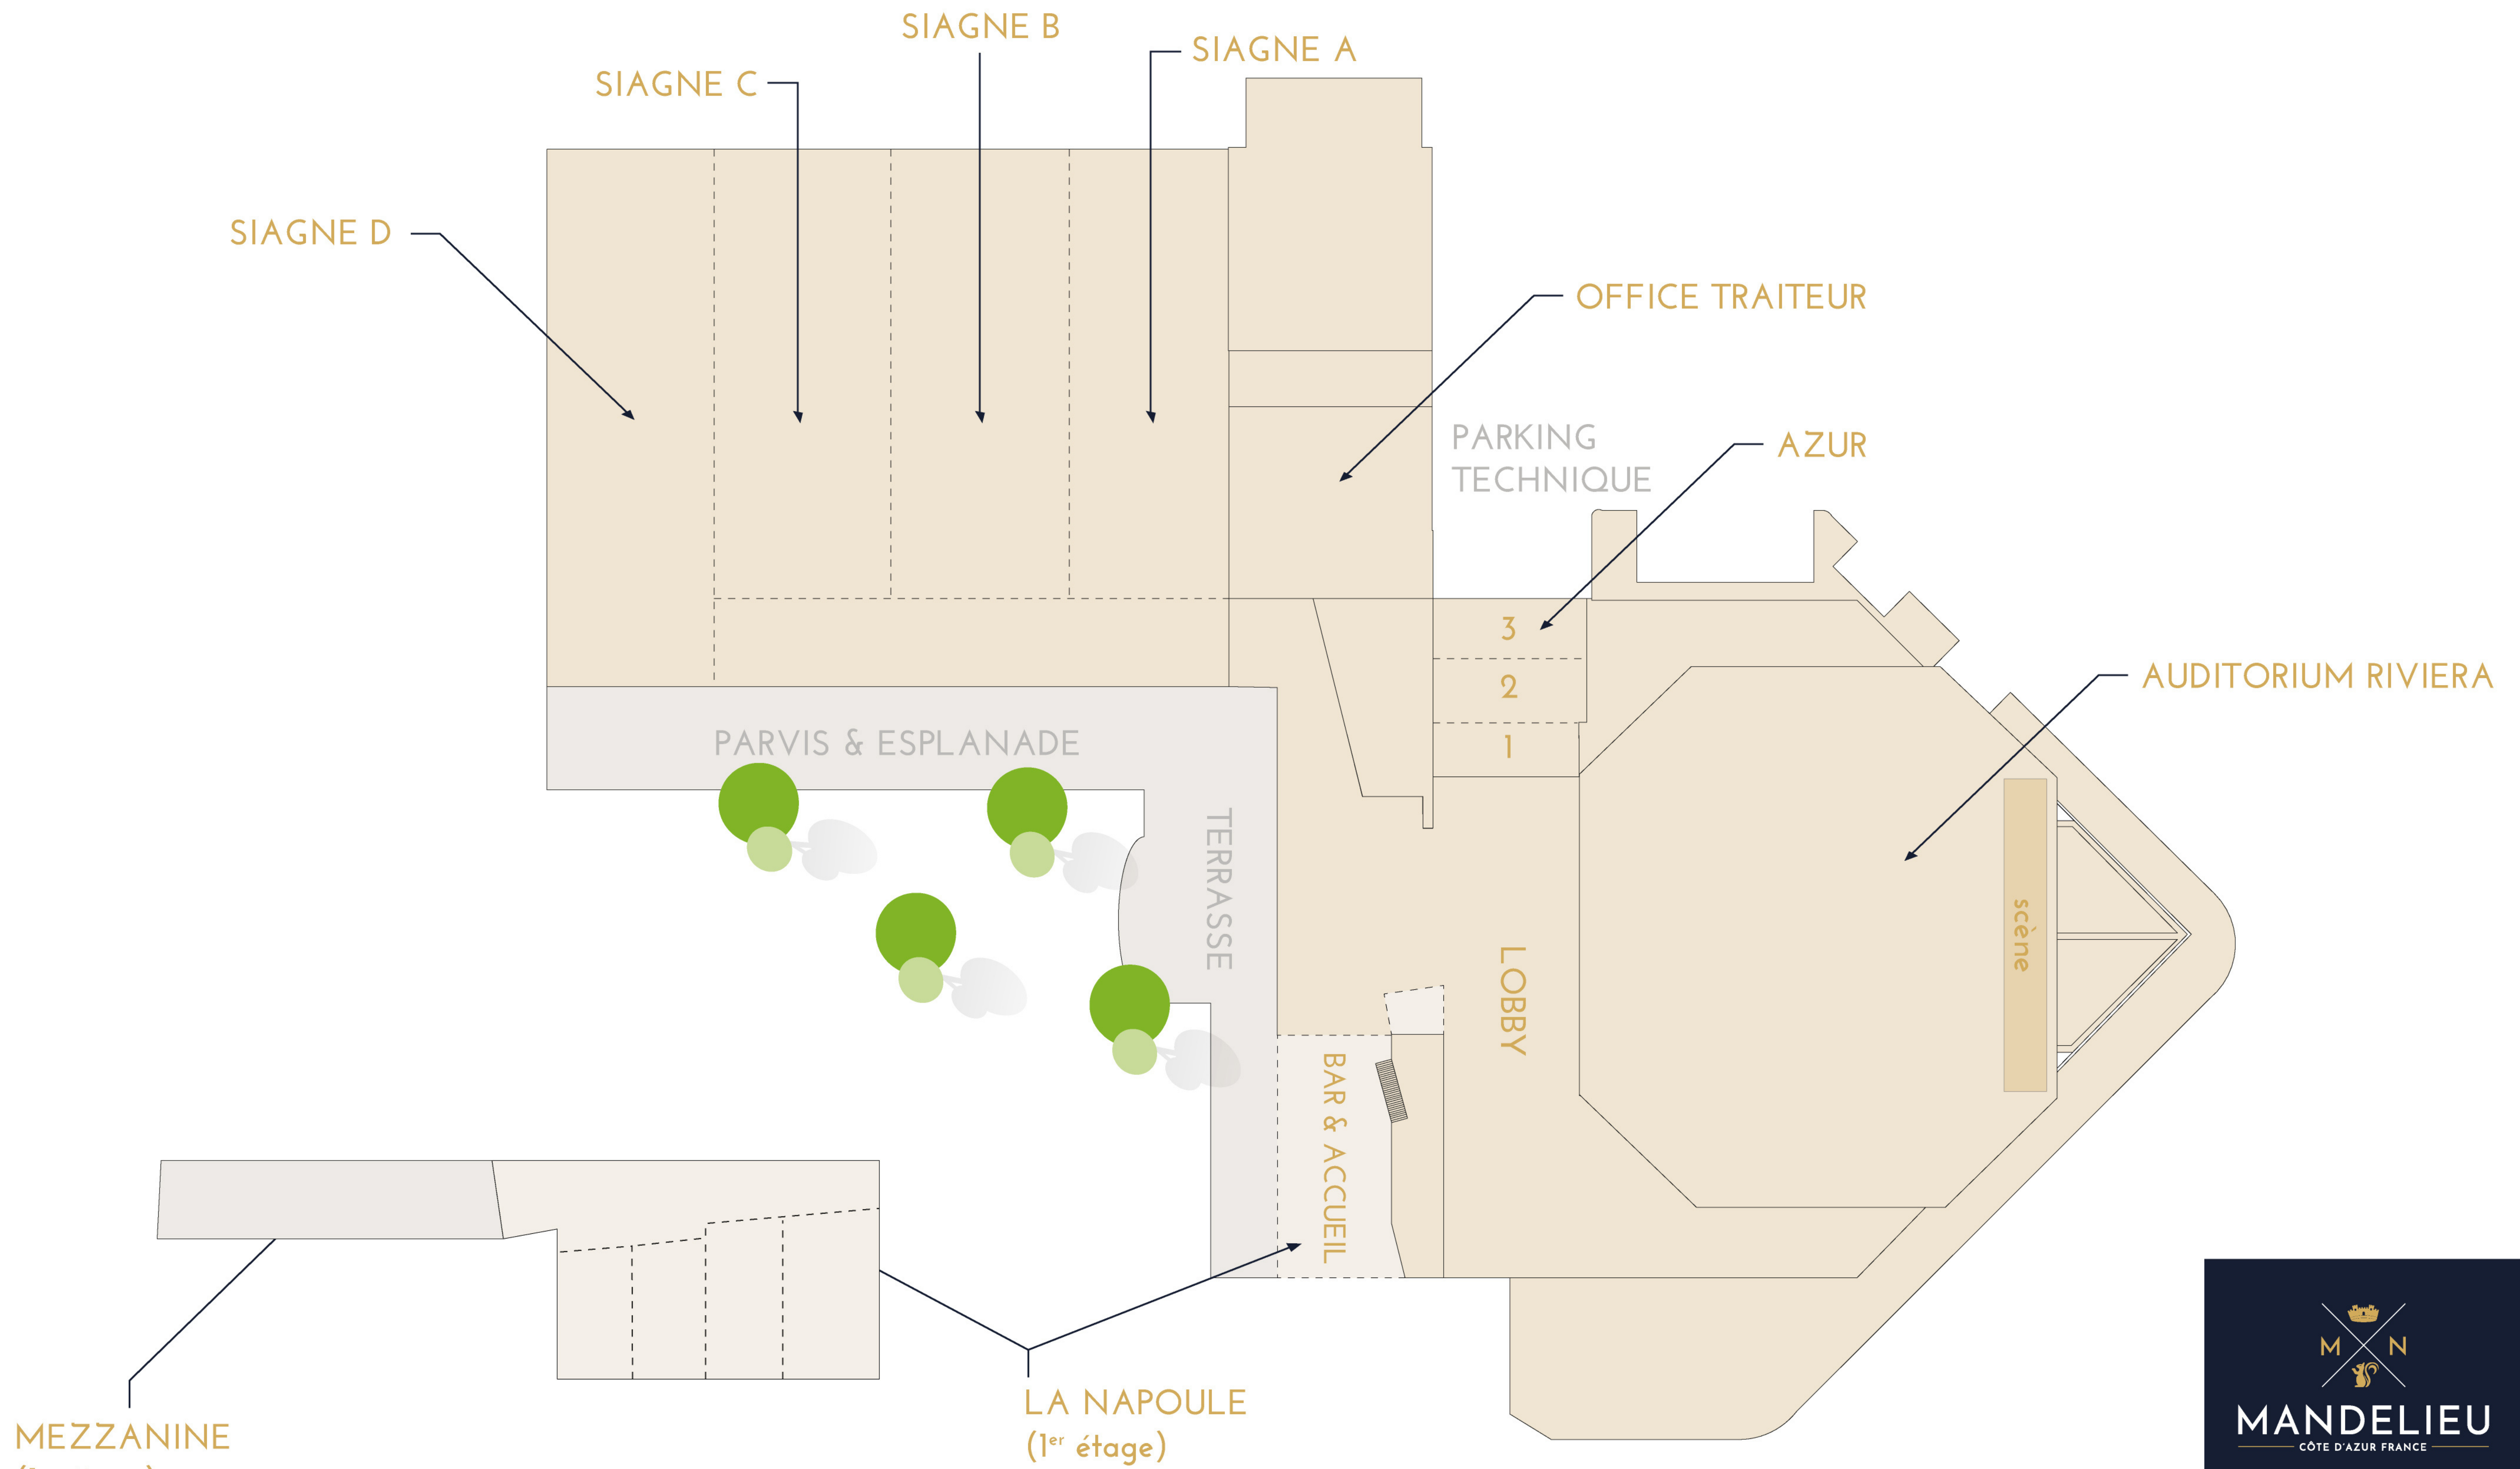 SIAGNE B
SIAGNE A
SIAGNE C
SIAGNE D
OFFICE TRAITEUR
PARKING
TECHNIQUE
AZUR
3
2
1
AUDITORIUM RIVIERA
PARVIS & ESPLANADE
TERRASSE
LOBBY
scène
BAR & ACCUEIL
LA NAPOULE
(1er étage)
MEZZANINE
M N
MANDELIEU
CÔTE D'AZUR FRANCE